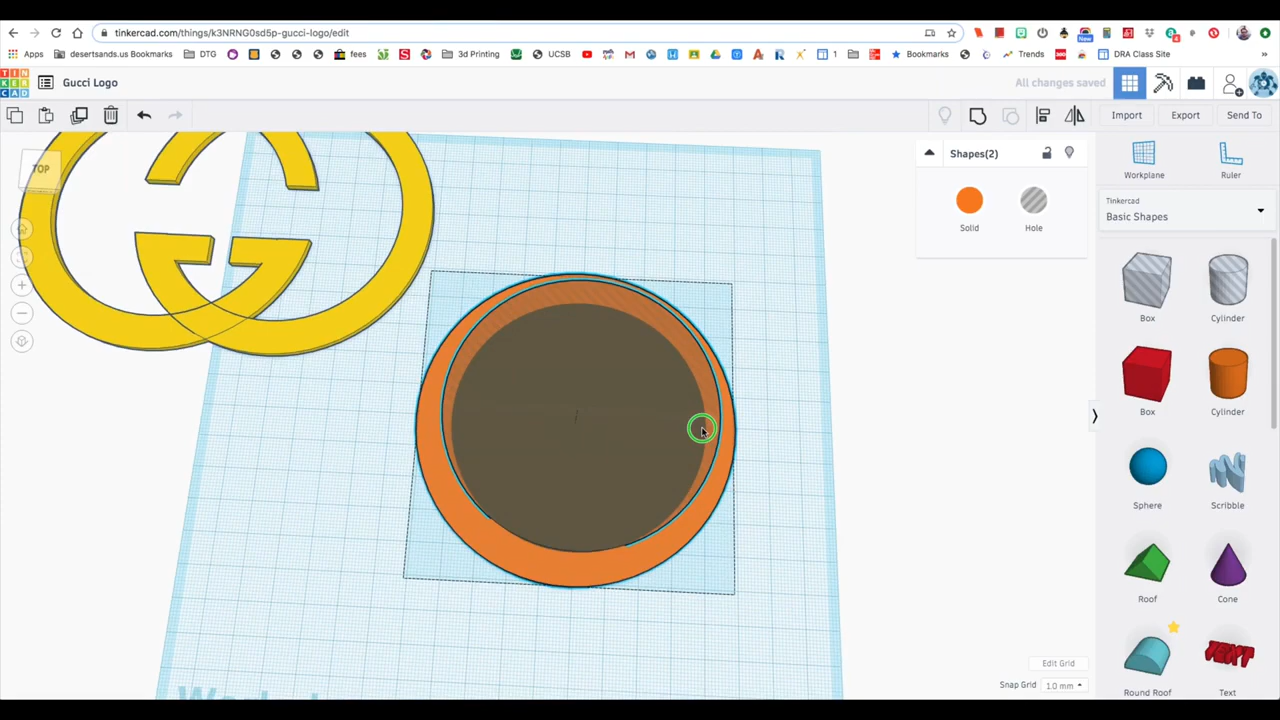 tinkercad.com/things/k3NRNG0sd5p-gucci-logo/edit
Apps desertsands.us Bookmarks DTG fees 3d Printing UCSB 1 Bookmarks Trends DRA Class Site
New
TIN
KER
CAD
Gucci Logo
All changes saved
Import Export Send To
TOP
Shapes(2)
Solid Hole
Workplane Ruler
Tinkercad
Basic Shapes
Box Cylinder
Box Cylinder
Sphere Scribble
Roof Cone
TEXT
Round Roof Text
Edit Grid
Snap Grid 1.0 mm